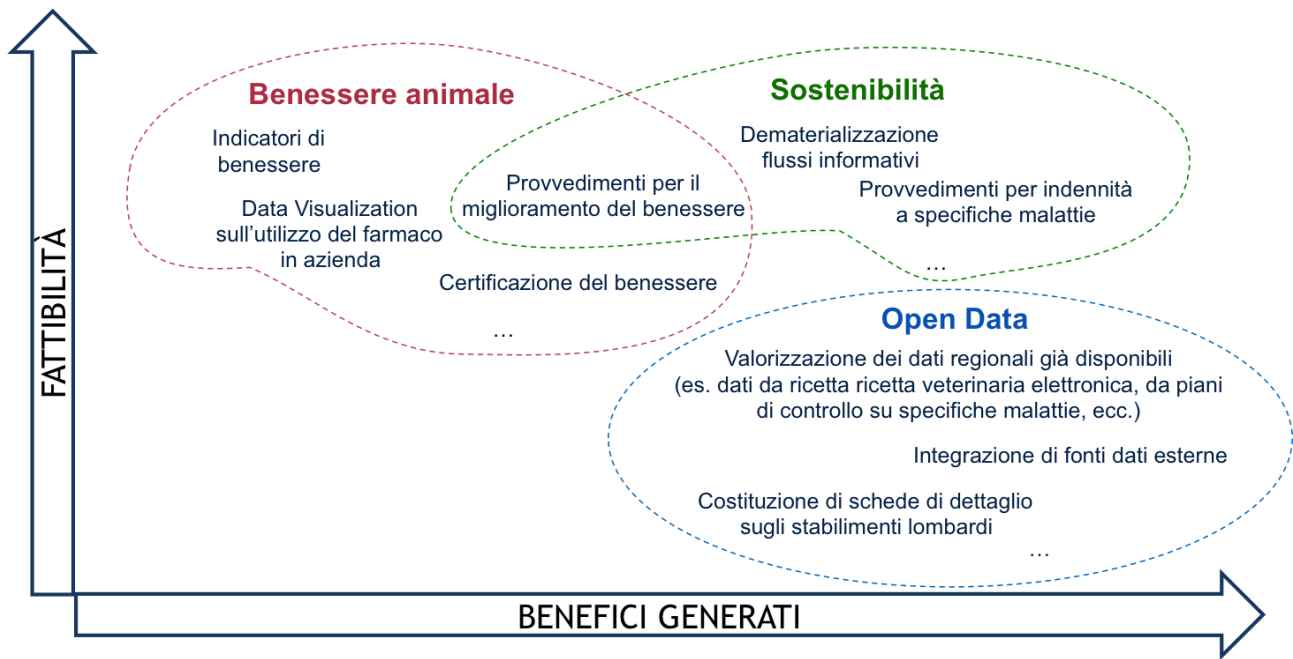 FATTIBILITÀ
Benessere animale
Indicatori di
benessere
Data Visualization
sull'utilizzo del farmaco
in azienda
Provvedimenti per il
miglioramento del benessere
Certificazione del benessere
…
Sostenibilità
Dematerializzazione
flussi informativi
Provvedimenti per indennità
a specifiche malattie
…
Open Data
Valorizzazione dei dati regionali già disponibili
(es. dati da ricetta ricetta veterinaria elettronica, da piani
di controllo su specifiche malattie, ecc.)
Integrazione di fonti dati esterne
Costituzione di schede di dettaglio
sugli stabilimenti lombardi
…
BENEFICI GENERATI